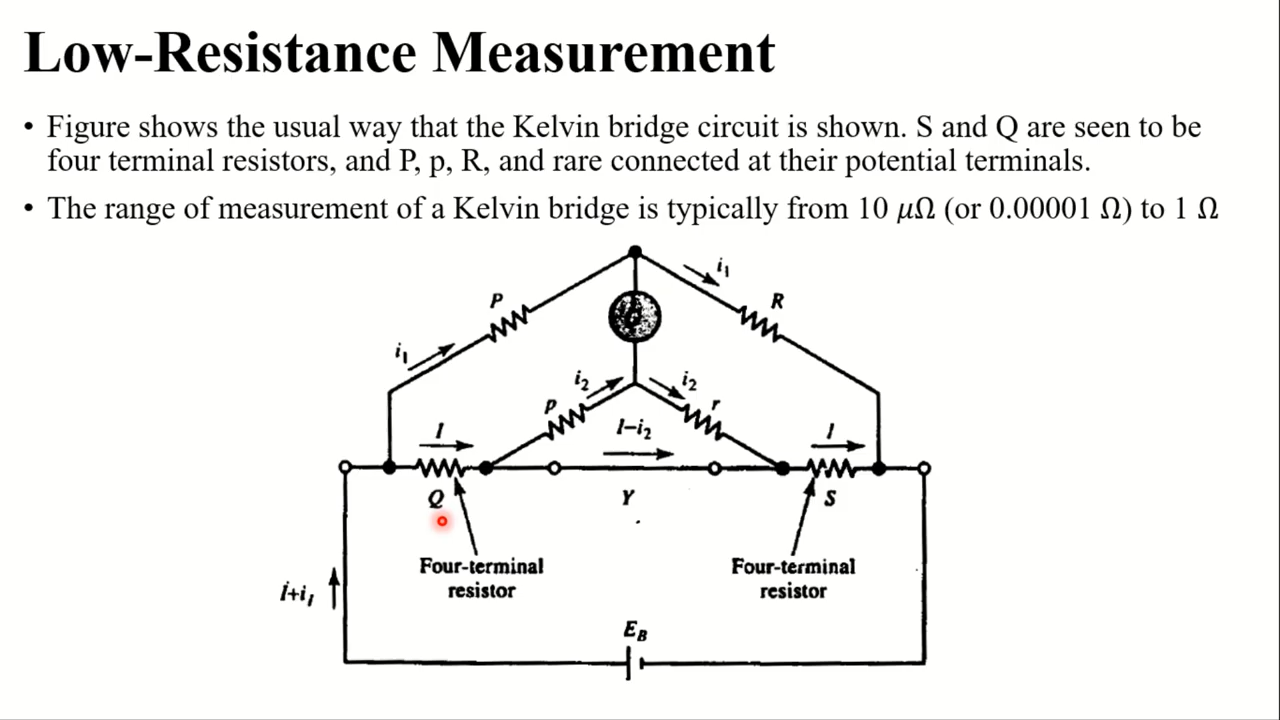 Low-Resistance Measurement
• Figure shows the usual way that the Kelvin bridge circuit is shown. S and Q are seen to be
four terminal resistors, and P, p, R, and rare connected at their potential terminals.
• The range of measurement of a Kelvin bridge is typically from 10 μΩ (or 0.00001 Ω) to 1 Ω
i₁
P
R
G
i₁
i₂
i₂
p
r
I
I–i₂
I
Q
Y
S
Four-terminal
resistor
Four-terminal
resistor
I+i₁
E_B